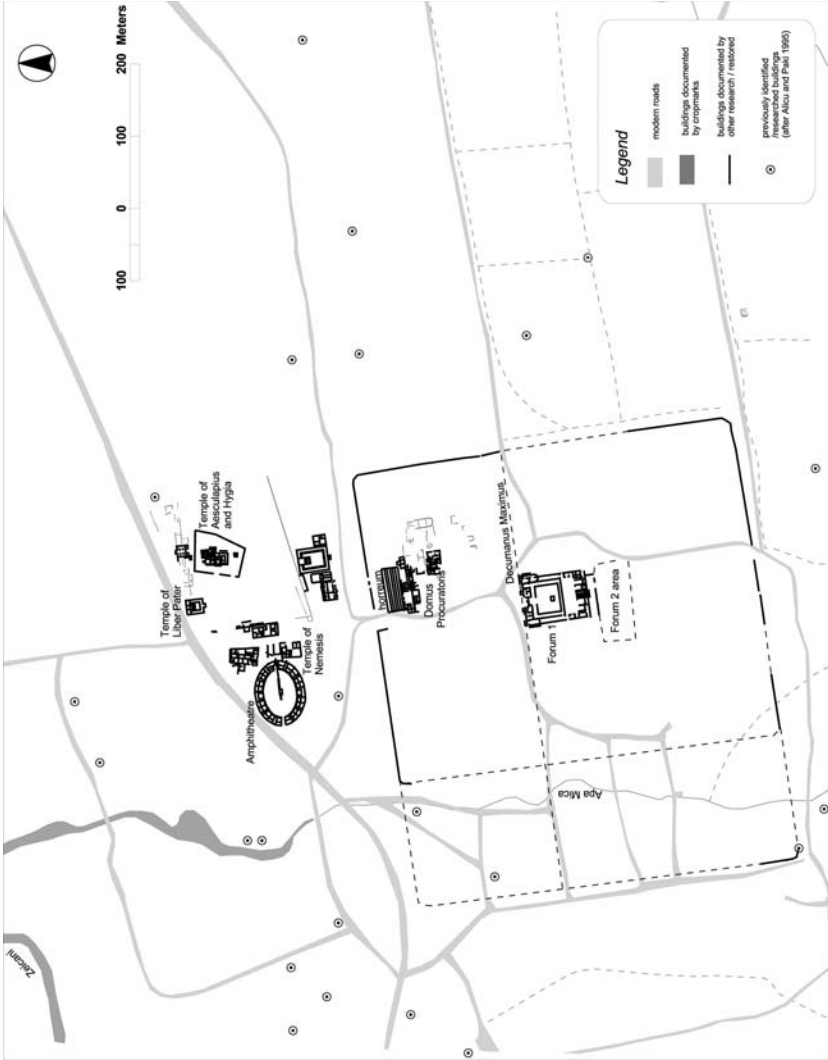 100 0 100 200 Meters
Zeicani
Temple of
Liber Pater
Temple of
Aesculapius
and Hygia
Amphitheatre
Temple of
Nemesis
horreum
Domus
Procuratoris
Decumanus Maximus
Forum 1
Forum 2 area
Apa Mica
Legend
modern roads
buildings documented
by cropmarks
buildings documented by
other research / restored
previously identified
/researched buildings
(after Alicu and Paki 1995)